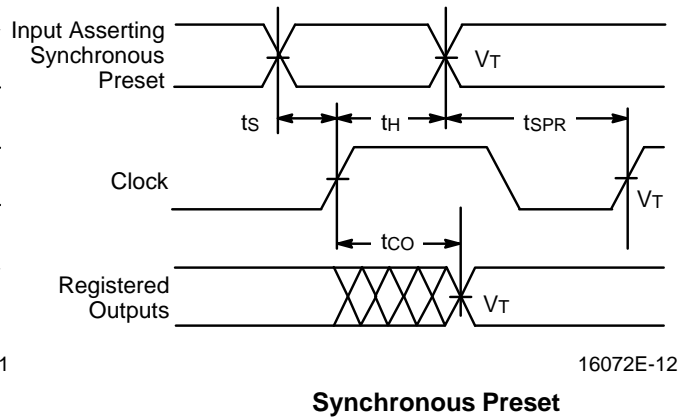 Input Asserting
Synchronous
Preset
VT
tS
tH
tSPR
Clock
VT
tCO
Registered
Outputs
VT
1
16072E-12
Synchronous Preset